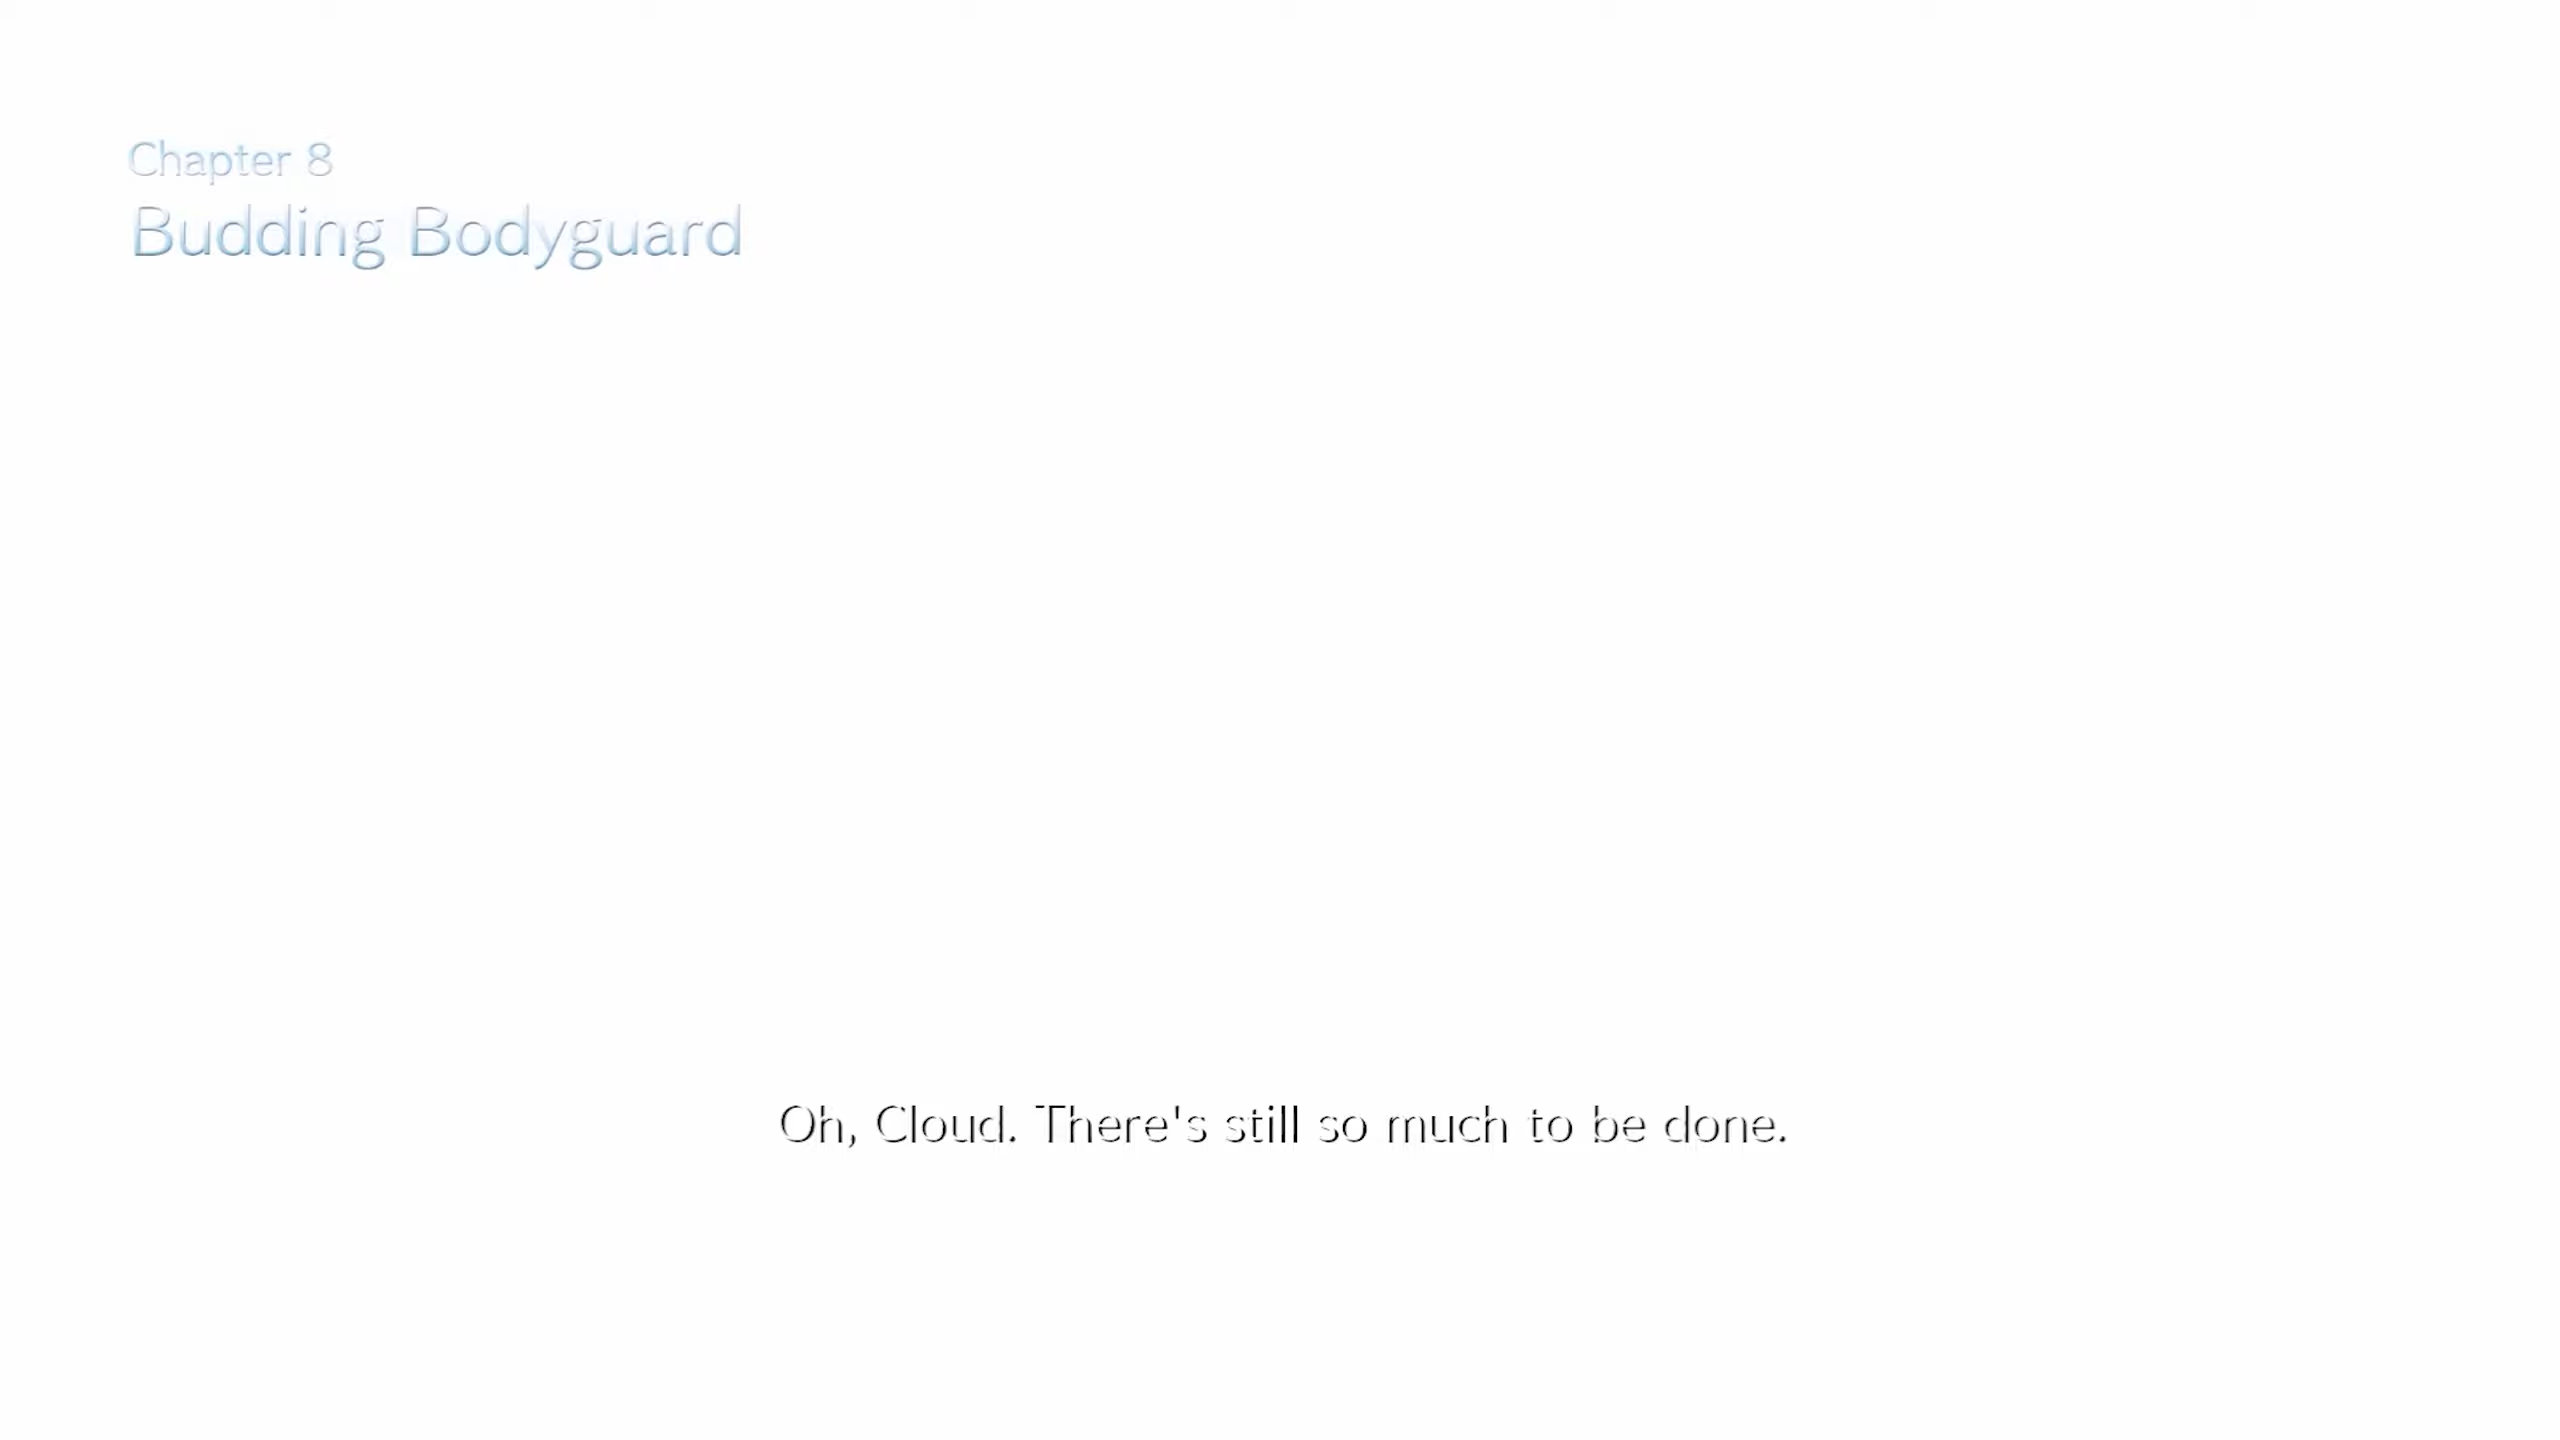 Chapter 8
Budding Bodyguard
Oh, Cloud. There's still so much to be done.